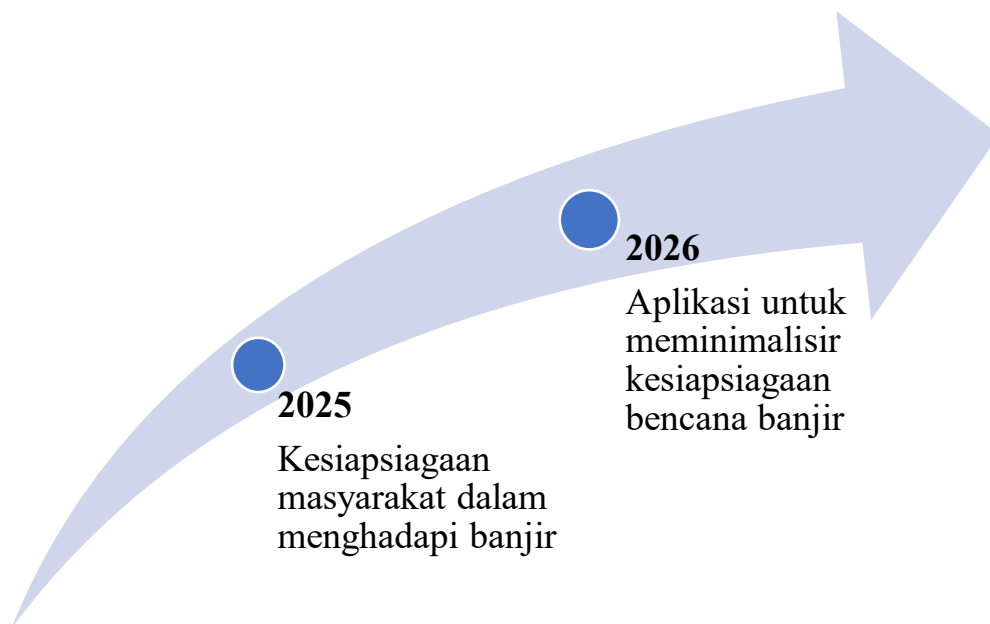 2025
Kesiapsiagaan
masyarakat dalam
menghadapi banjir
2026
Aplikasi untuk
meminimalisir
kesiapsiagaan
bencana banjir